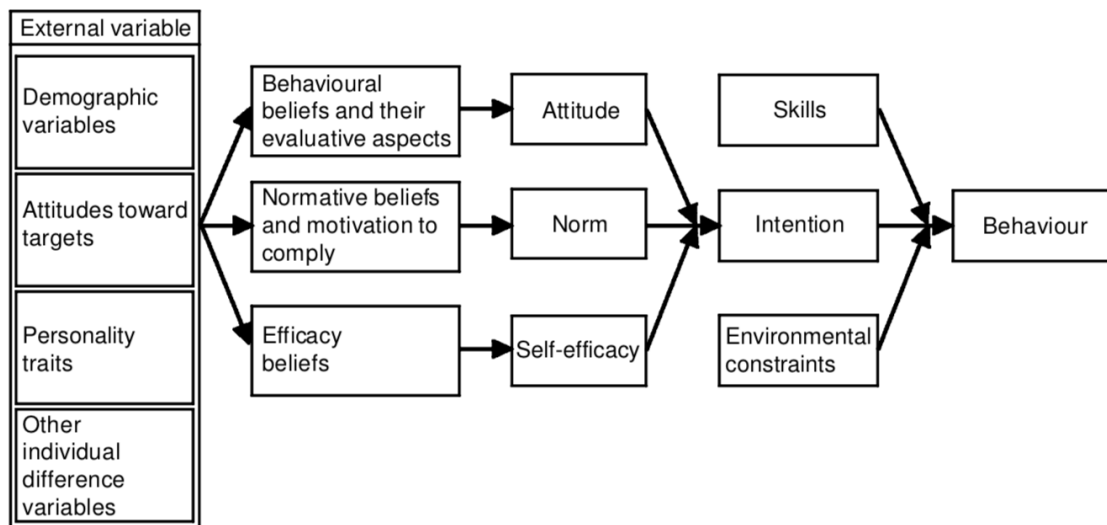 External variable
Demographic
variables
Attitudes toward
targets
Personality
traits
Other
individual
difference
variables
Behavioural
beliefs and their
evaluative aspects
Normative beliefs
and motivation to
comply
Efficacy
beliefs
Attitude
Norm
Self-efficacy
Skills
Intention
Environmental
constraints
Behaviour